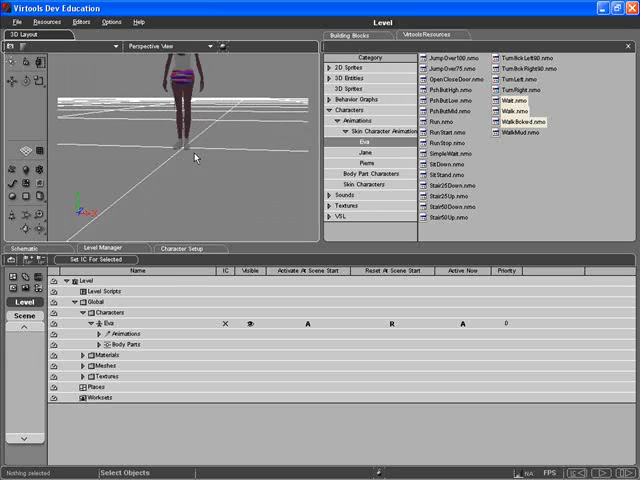 Virtools Dev Education
File Resources Editors Options Help Level
3D Layout
Building Blocks Virtools Resources
Perspective View
Category
2D Sprites
3D Entities
3D Sprites
Behavior Graphs
Characters
Animations
Skin Character Animation
Eva
Jane
Pierre
Body Part Characters
Skin Characters
Sounds
Textures
VSL
JumpOver100.nmo
JumpOver75.nmo
OpenCloseDoor.nmo
PshButHgh.nmo
PshButLow.nmo
PshButMid.nmo
Run.nmo
RunStart.nmo
RunStop.nmo
SimpleWait.nmo
SitDown.nmo
SitStand.nmo
Stair25Down.nmo
Stair25Up.nmo
Stair50Down.nmo
Stair50Up.nmo
TurnBckLeft90.nmo
TurnBckRight90.nmo
TurnLeft.nmo
TurnRight.nmo
Wait.nmo
Walk.nmo
WalkBckwd.nmo
WalkMud.nmo
Schematic Level Manager Character Setup
Set IC For Selected
Name IC Visible Activate At Scene Start Reset At Scene Start Active Now Priority
Level
Scene
Level
Level Scripts
Global
Characters
Eva X A R A 0
Animations
Body Parts
Materials
Meshes
Textures
Places
Worksets
Nothing selected Select Objects NA FPS